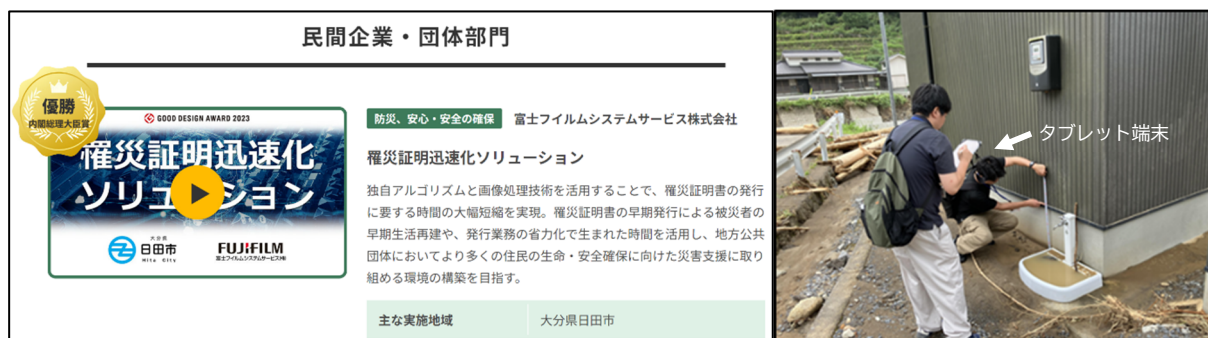 民間企業・団体部門
優勝
内閣総理大臣賞
GOOD DESIGN AWARD 2023
罹災証明迅速化
ソリューション
大分県
日田市
Hita City
FUJIFILM
富士フイルムシステムサービス(株)
防災、安心・安全の確保 富士フイルムシステムサービス株式会社
罹災証明迅速化ソリューション
独自アルゴリズムと画像処理技術を活用することで、罹災証明書の発行
に要する時間の大幅短縮を実現。罹災証明書の早期発行による被災者の
早期生活再建や、発行業務の省力化で生まれた時間を活用し、地方公共
団体においてより多くの住民の生命・安全確保に向けた災害支援に取り
組める環境の構築を目指す。
主な実施地域 大分県日田市
タブレット端末